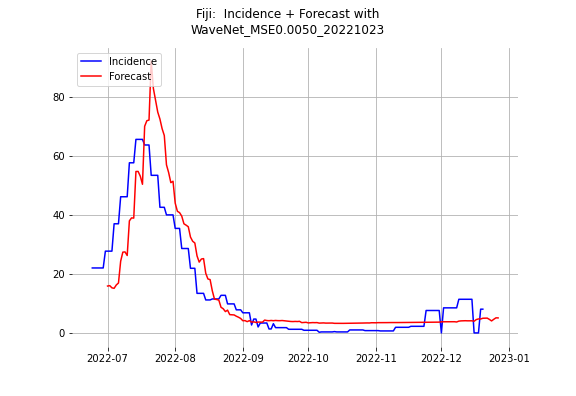 Fiji: Incidence + Forecast with
WaveNet_MSE0.0050_20221023
Incidence
Forecast
80
60
40
20
0
2022-07 2022-08 2022-09 2022-10 2022-11 2022-12 2023-01